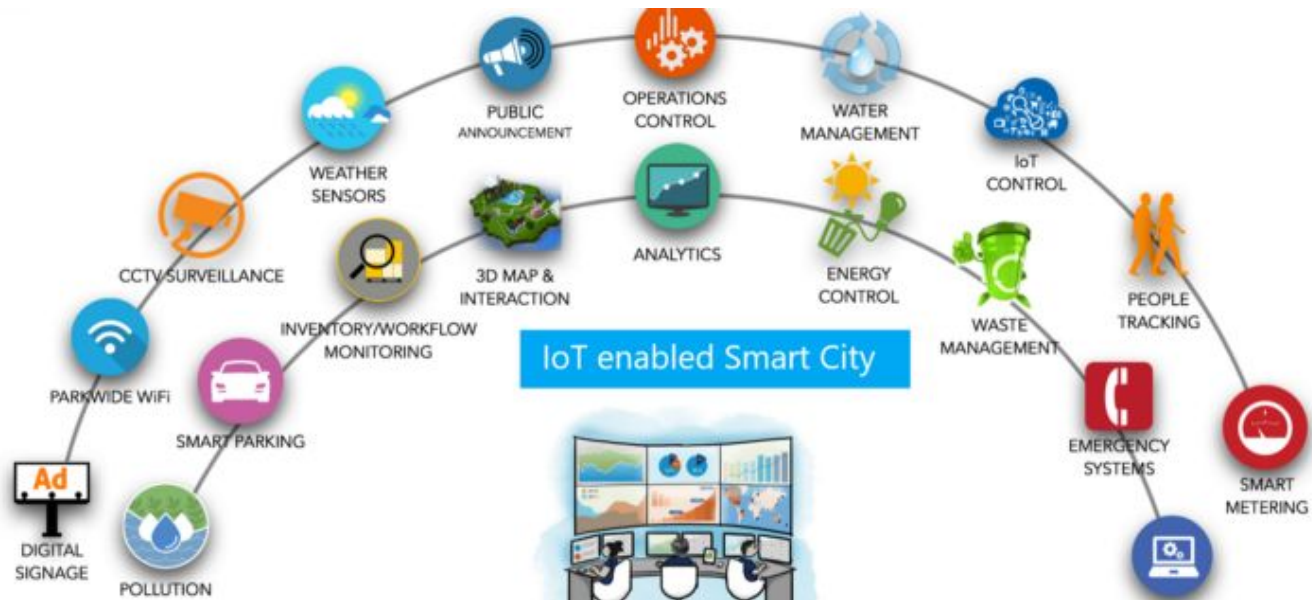 PUBLIC
ANNOUNCEMENT
OPERATIONS
CONTROL
WATER
MANAGEMENT
WEATHER
SENSORS
IoT
CONTROL
CCTV SURVEILLANCE
3D MAP &
INTERACTION
ANALYTICS
ENERGY
CONTROL
PEOPLE
TRACKING
INVENTORY/WORKFLOW
MONITORING
WASTE
MANAGEMENT
IoT enabled Smart City
PARKWIDE WiFi
SMART PARKING
EMERGENCY
SYSTEMS
SMART
METERING
Ad
DIGITAL
SIGNAGE
POLLUTION